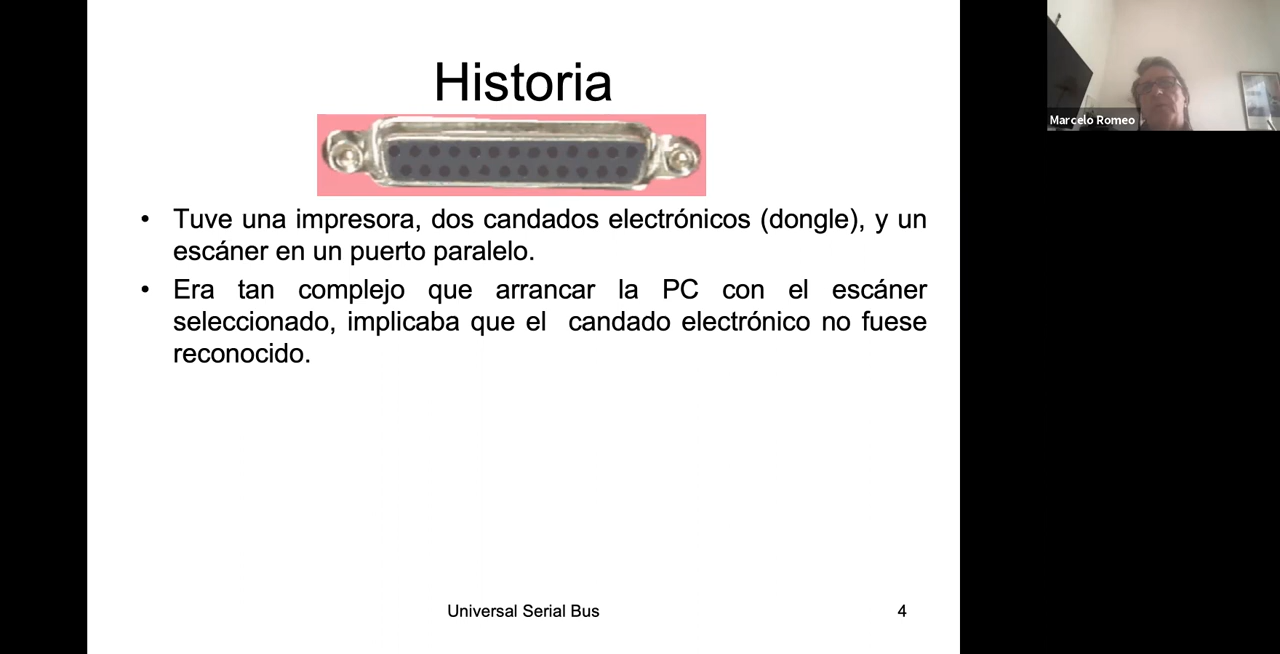 Historia
Marcelo Romeo
• Tuve una impresora, dos candados electrónicos (dongle), y un
escáner en un puerto paralelo.
• Era tan complejo que arrancar la PC con el escáner
seleccionado, implicaba que el candado electrónico no fuese
reconocido.
Universal Serial Bus
4